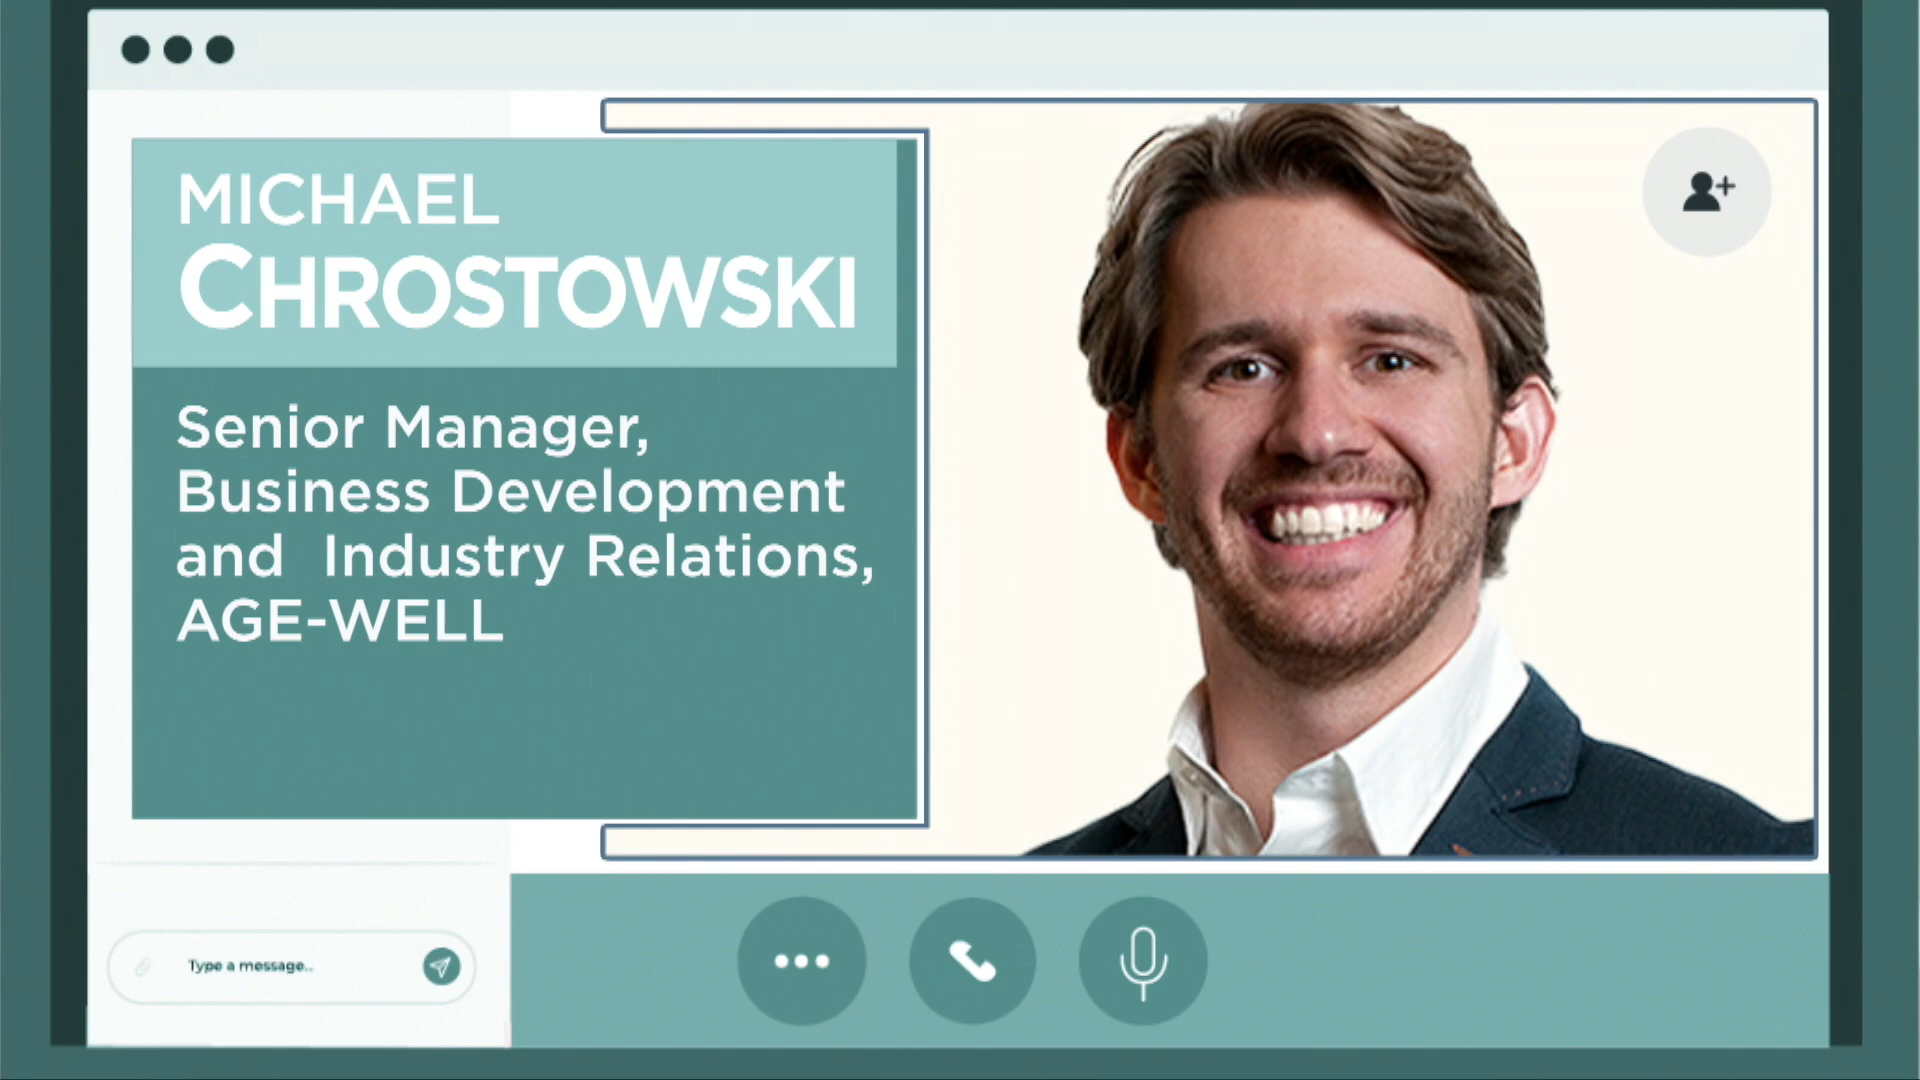 MICHAEL
CHROSTOWSKI
Senior Manager,
Business Development
and  Industry Relations,
AGE-WELL
Type a message...